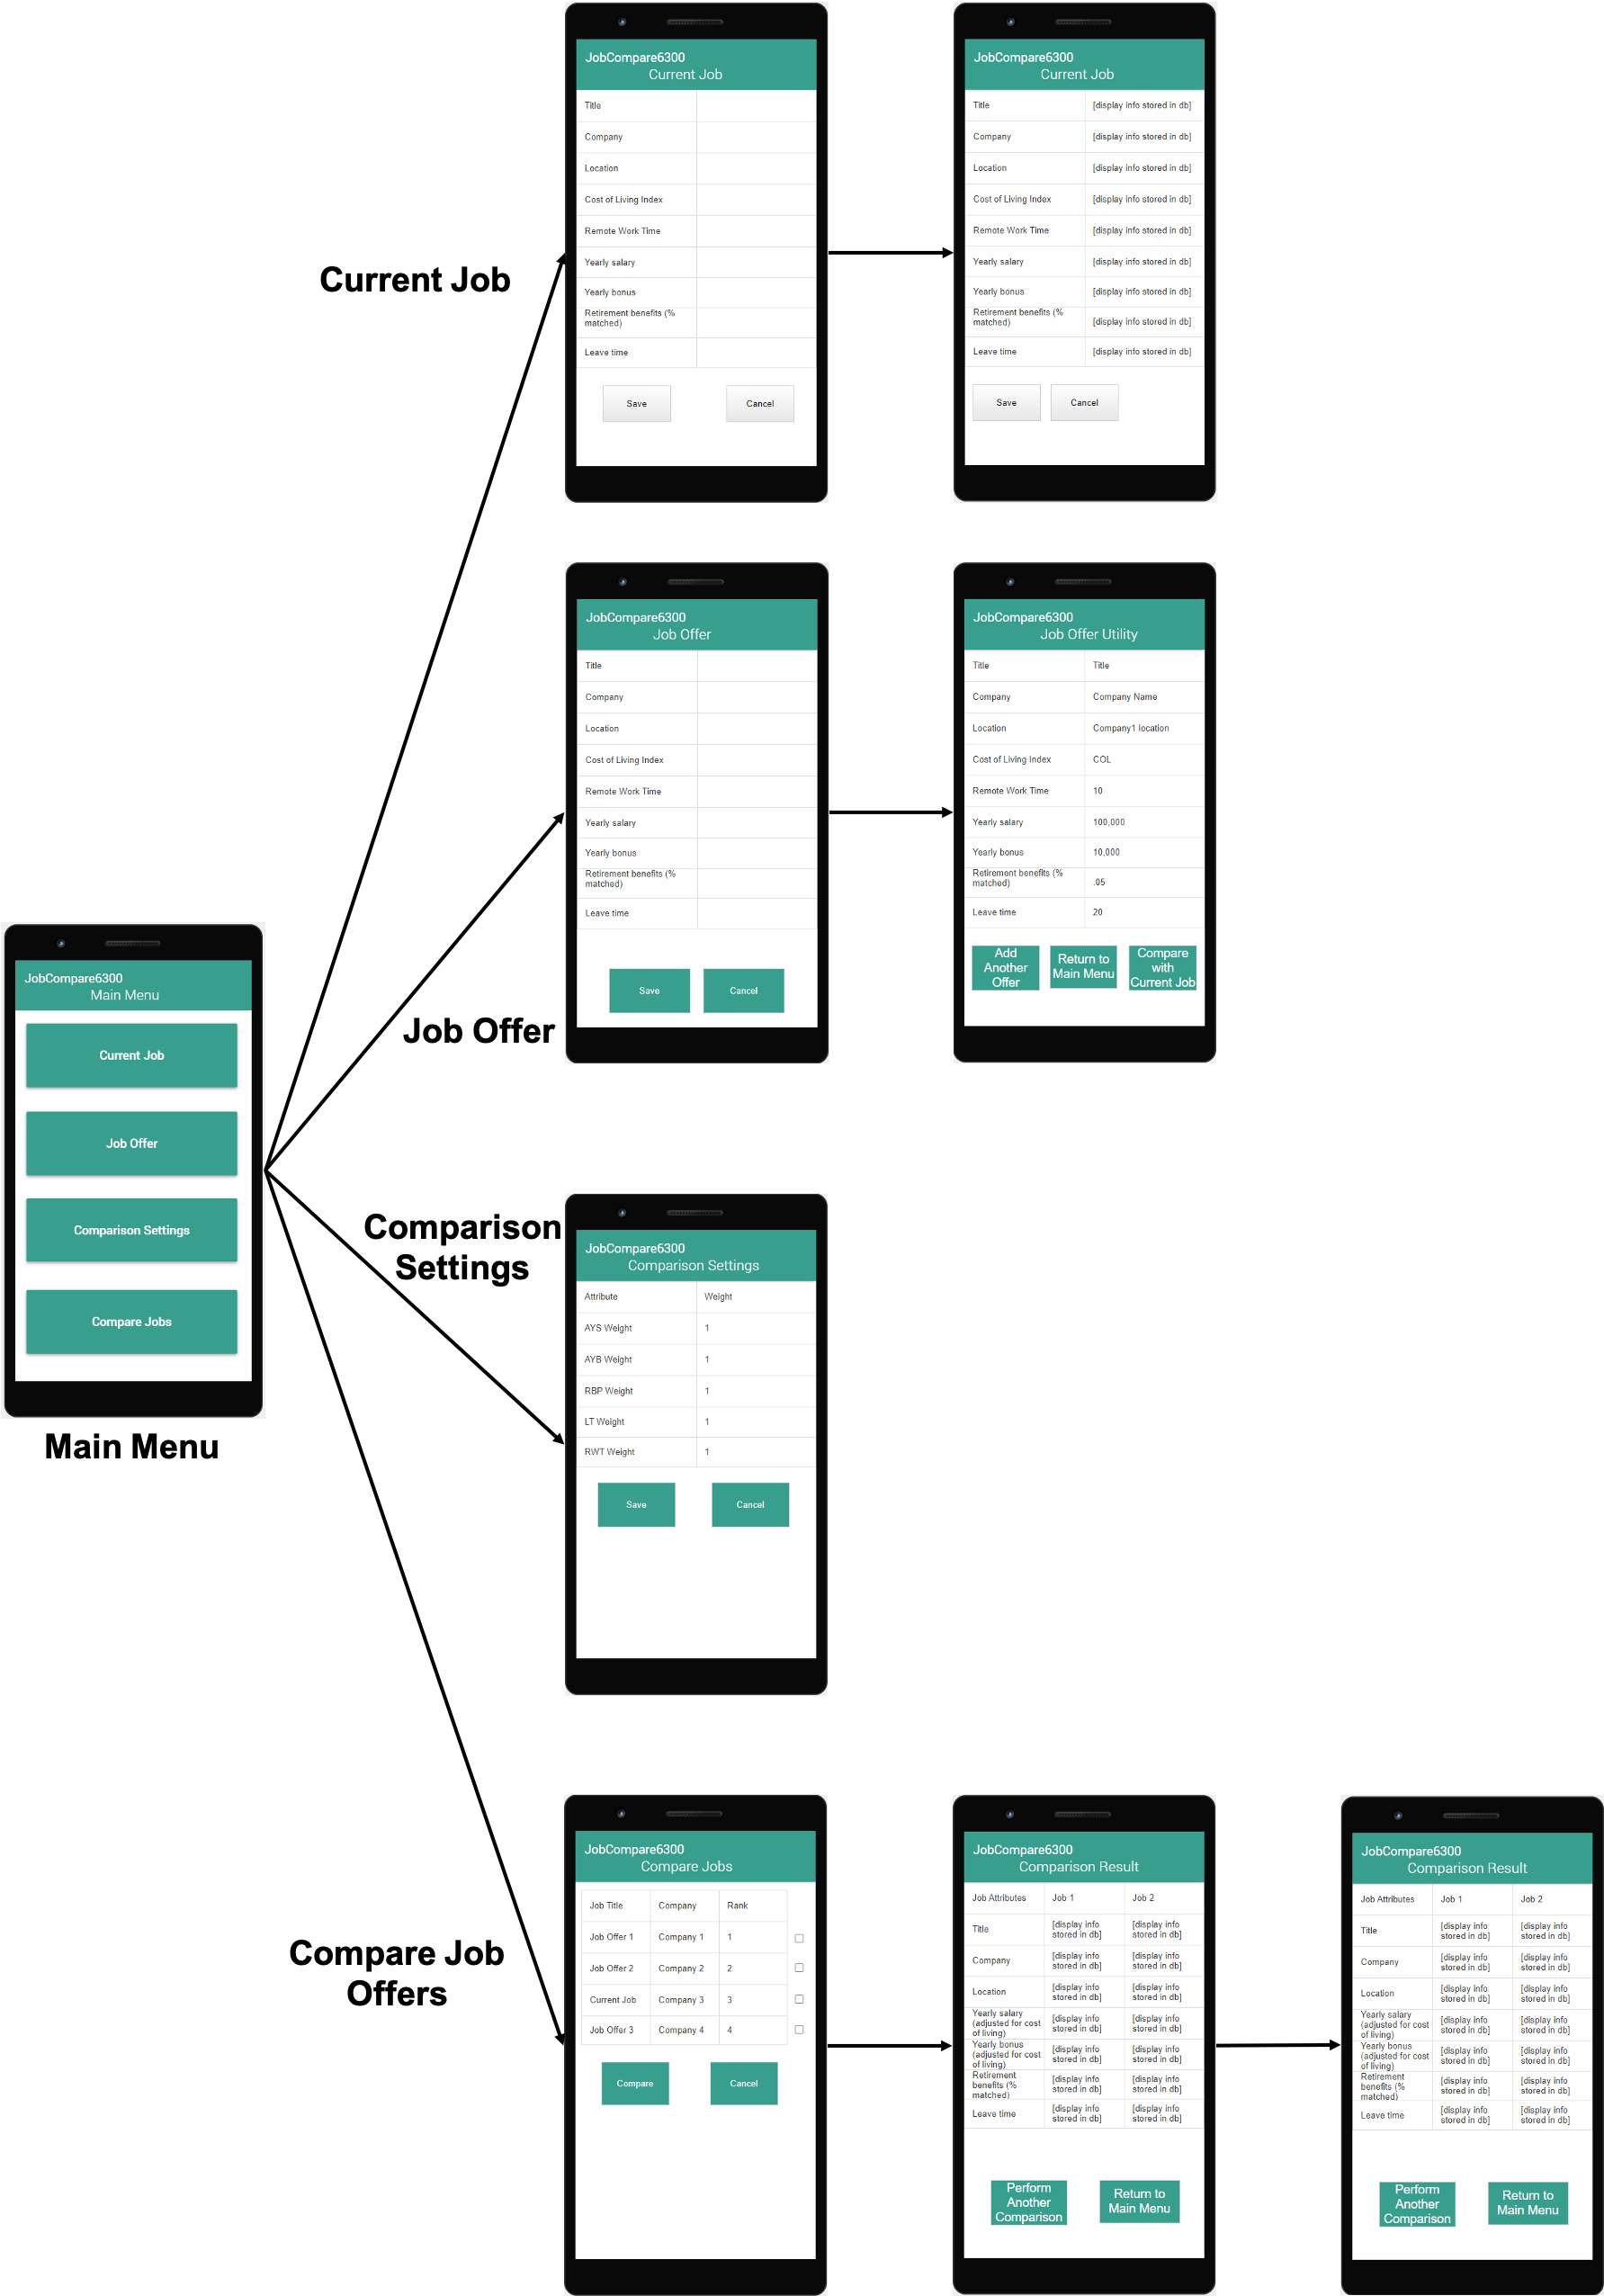 JobCompare6300
Current Job
Title
Company
Location
Cost of Living Index
Remote Work Time
Yearly salary
Yearly bonus
Retirement benefits (%
matched)
Leave time
Save Cancel
JobCompare6300
Current Job
Title [display info stored in db]
Company [display info stored in db]
Location [display info stored in db]
Cost of Living Index [display info stored in db]
Remote Work Time [display info stored in db]
Yearly salary [display info stored in db]
Yearly bonus [display info stored in db]
Retirement benefits (%
matched) [display info stored in db]
Leave time [display info stored in db]
Save Cancel
Current Job
JobCompare6300
Job Offer
Title
Company
Location
Cost of Living Index
Remote Work Time
Yearly salary
Yearly bonus
Retirement benefits (%
matched)
Leave time
Save Cancel
JobCompare6300
Job Offer Utility
Title Title
Company Company Name
Location Company1 location
Cost of Living Index COL
Remote Work Time 10
Yearly salary 100,000
Yearly bonus 10,000
Retirement benefits (%
matched) .05
Leave time 20
Add
Another
Offer
Return to
Main Menu
Compare
with
Current Job
Job Offer
JobCompare6300
Main Menu
Current Job
Job Offer
Comparison Settings
Compare Jobs
Main Menu
Comparison
Settings
JobCompare6300
Comparison Settings
Attribute Weight
AYS Weight 1
AYB Weight 1
RBP Weight 1
LT Weight 1
RWT Weight 1
Save Cancel
Compare Job
Offers
JobCompare6300
Compare Jobs
Job Title Company Rank
Job Offer 1 Company 1 1
Job Offer 2 Company 2 2
Current Job Company 3 3
Job Offer 3 Company 4 4
Compare Cancel
JobCompare6300
Comparison Result
Job Attributes Job 1 Job 2
Title [display info stored in db] [display info stored in db]
Company [display info stored in db] [display info stored in db]
Location [display info stored in db] [display info stored in db]
Yearly salary (adjusted for cost of living) [display info stored in db] [display info stored in db]
Yearly bonus (adjusted for cost of living) [display info stored in db] [display info stored in db]
Retirement benefits (% matched) [display info stored in db] [display info stored in db]
Leave time [display info stored in db] [display info stored in db]
Perform
Another
Comparison
Return to
Main Menu
JobCompare6300
Comparison Result
Job Attributes Job 1 Job 2
Title [display info stored in db] [display info stored in db]
Company [display info stored in db] [display info stored in db]
Location [display info stored in db] [display info stored in db]
Yearly salary (adjusted for cost of living) [display info stored in db] [display info stored in db]
Yearly bonus (adjusted for cost of living) [display info stored in db] [display info stored in db]
Retirement benefits (% matched) [display info stored in db] [display info stored in db]
Leave time [display info stored in db] [display info stored in db]
Perform
Another
Comparison
Return to
Main Menu